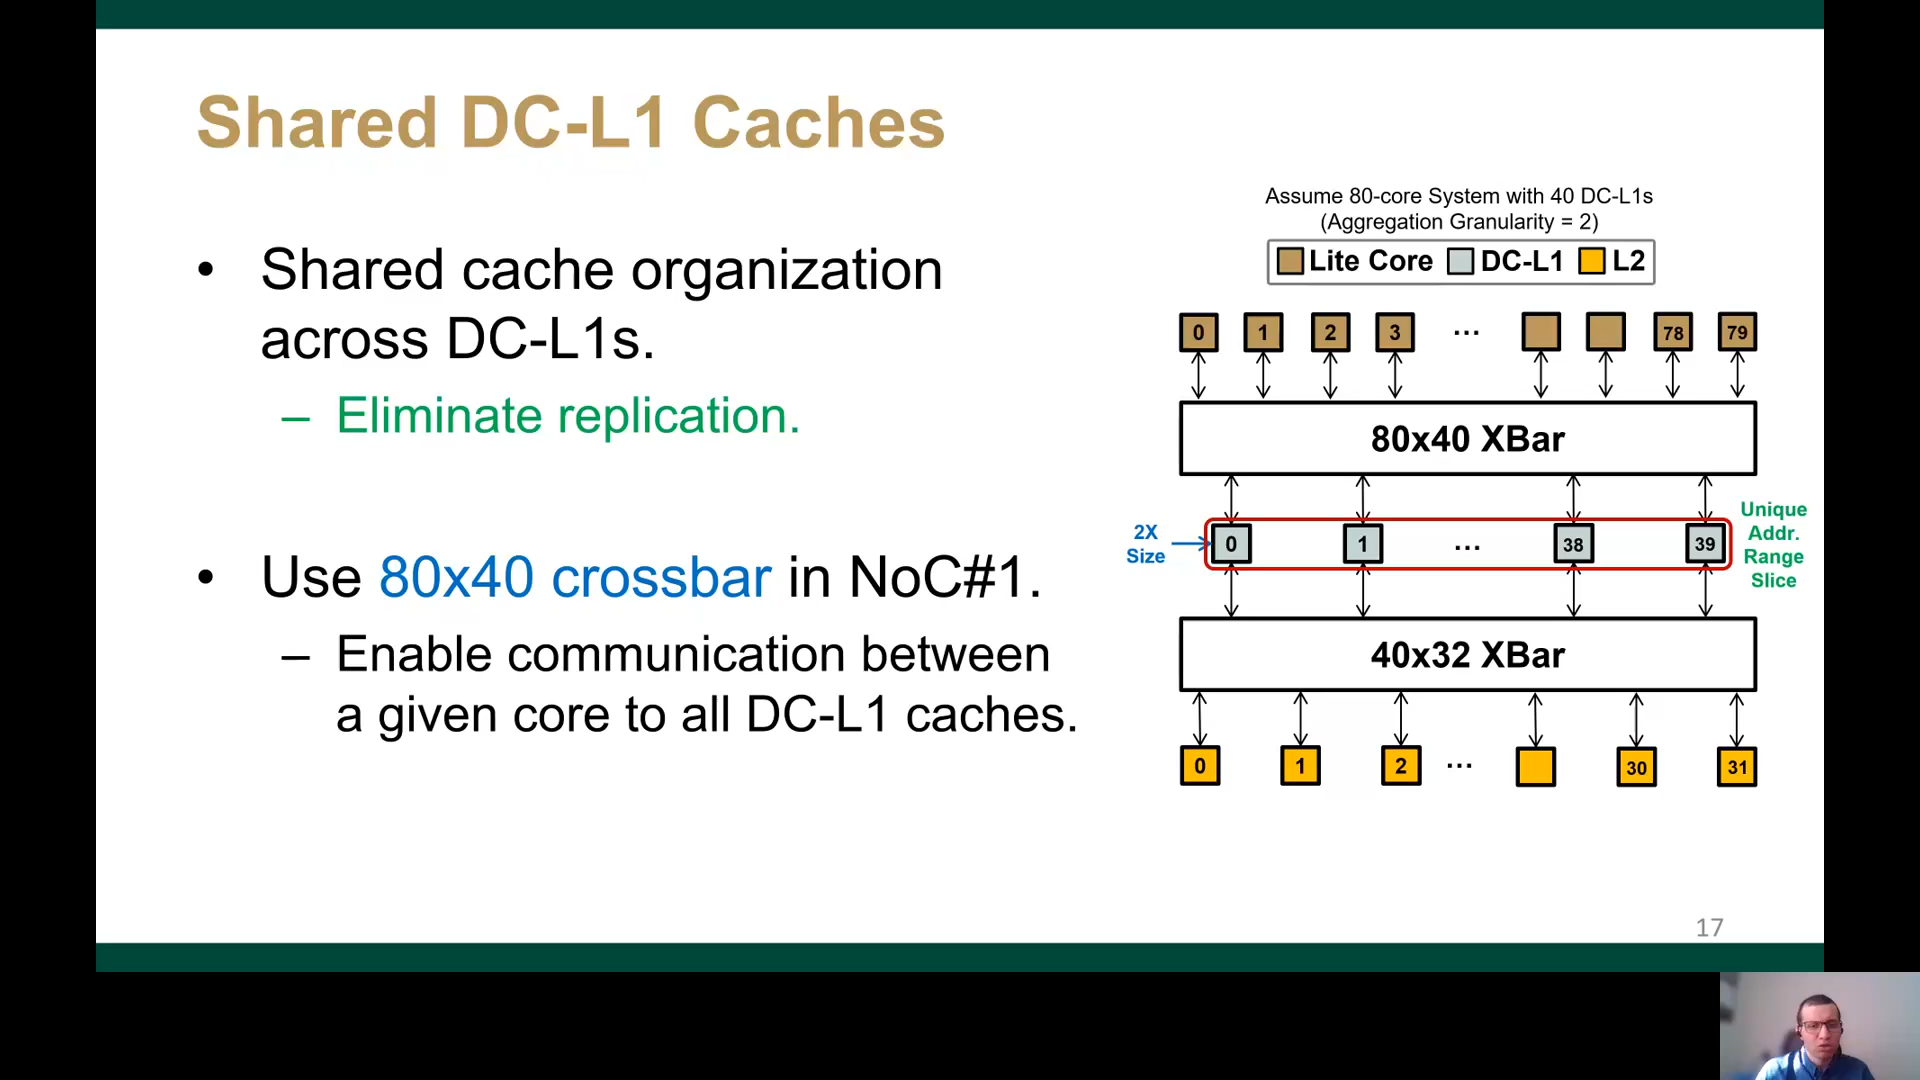 Shared DC-L1 Caches
• Shared cache organization
across DC-L1s.
– Eliminate replication.
• Use 80x40 crossbar in NoC#1.
– Enable communication between
a given core to all DC-L1 caches.
Assume 80-core System with 40 DC-L1s
(Aggregation Granularity = 2)
Lite Core DC-L1 L2
0 1 2 3 ... 78 79
80x40 XBar
2X
Size
0 1 ... 38 39
Unique
Addr.
Range
Slice
40x32 XBar
0 1 2 ... 30 31
17